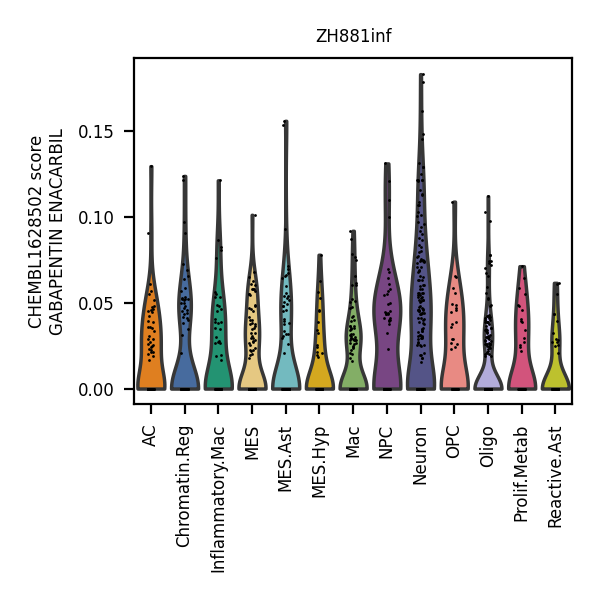 ZH881inf
CHEMBL1628502 score
GABAPENTIN ENACARBIL
0.15
0.10
0.05
0.00
AC
Chromatin.Reg
Inflammatory.Mac
MES
MES.Ast
MES.Hyp
Mac
NPC
Neuron
OPC
Oligo
Prolif.Metab
Reactive.Ast